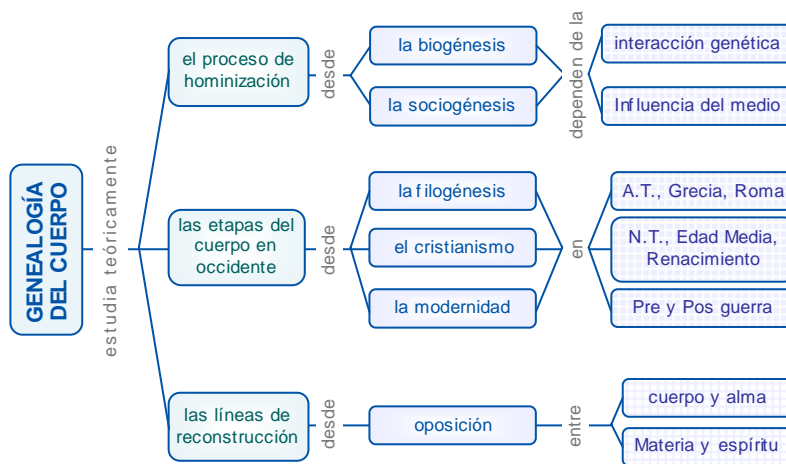 GENEALOGÍA
DEL CUERPO
estudia teòricamente
el proceso de
hominización
desde
la biogénesis
la sociogénesis
dependen de la
interacción genética
Influencia del medio
las etapas del
cuerpo en
occidente
desde
la filogénesis
el cristianismo
la modernidad
en
A.T., Grecia, Roma
N.T., Edad Media,
Renacimiento
Pre y Pos guerra
las líneas de
reconstrucción
desde
oposición
entre
cuerpo y alma
Materia y espíritu